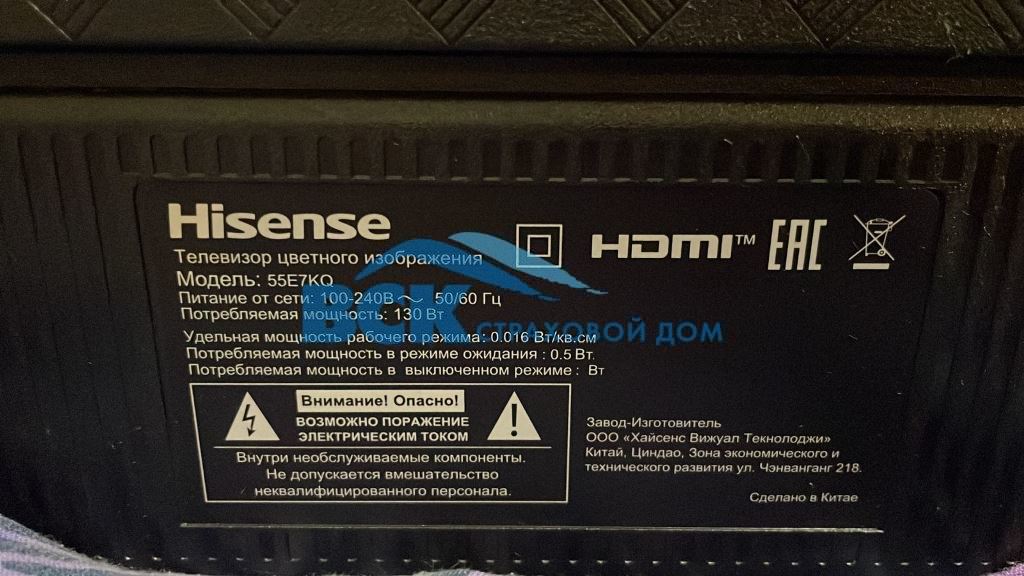 Hisense
Телевизор цветного изображения
Модель: 55E7KQ
Питание от сети: 100-240В ~ 50/60 Гц
Потребляемая мощность: 130 Вт
Удельная мощность рабочего режима: 0.016 Вт/кв.см
Потребляемая мощность в режиме ожидания : 0.5 Вт
Потребляемая мощность в выключенном режиме : Вт
HDMI™ EAC
ВСК СТРАХОВОЙ ДОМ
Внимание! Опасно!
ВОЗМОЖНО ПОРАЖЕНИЕ
ЭЛЕКТРИЧЕСКИМ ТОКОМ
Внутри необслуживаемые компоненты.
Не допускается вмешательство
неквалифицированного персонала.
Завод-Изготовитель
ООО «Хайсенс Вижуал Текнолоджи»
Китай, Циндао, Зона экономического и
технического развития ул. Чэнванганг 218.
Сделано в Китае